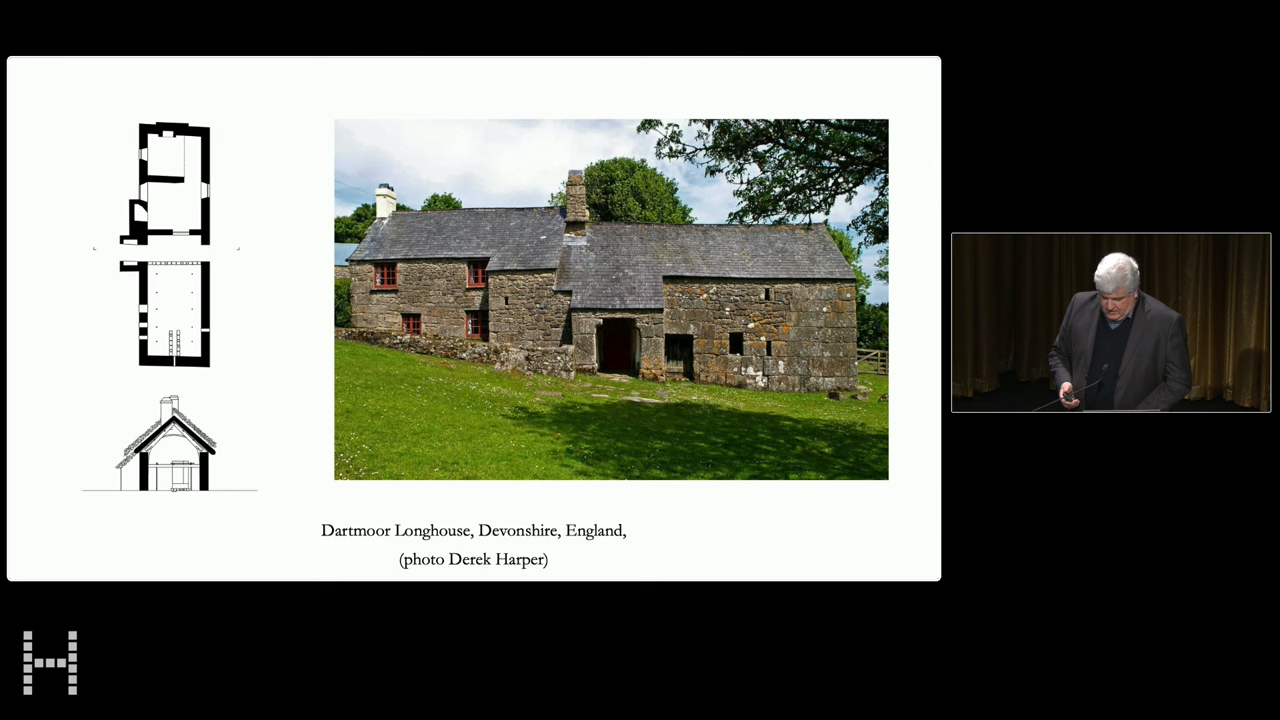 Dartmoor Longhouse, Devonshire, England,
(photo Derek Harper)
H